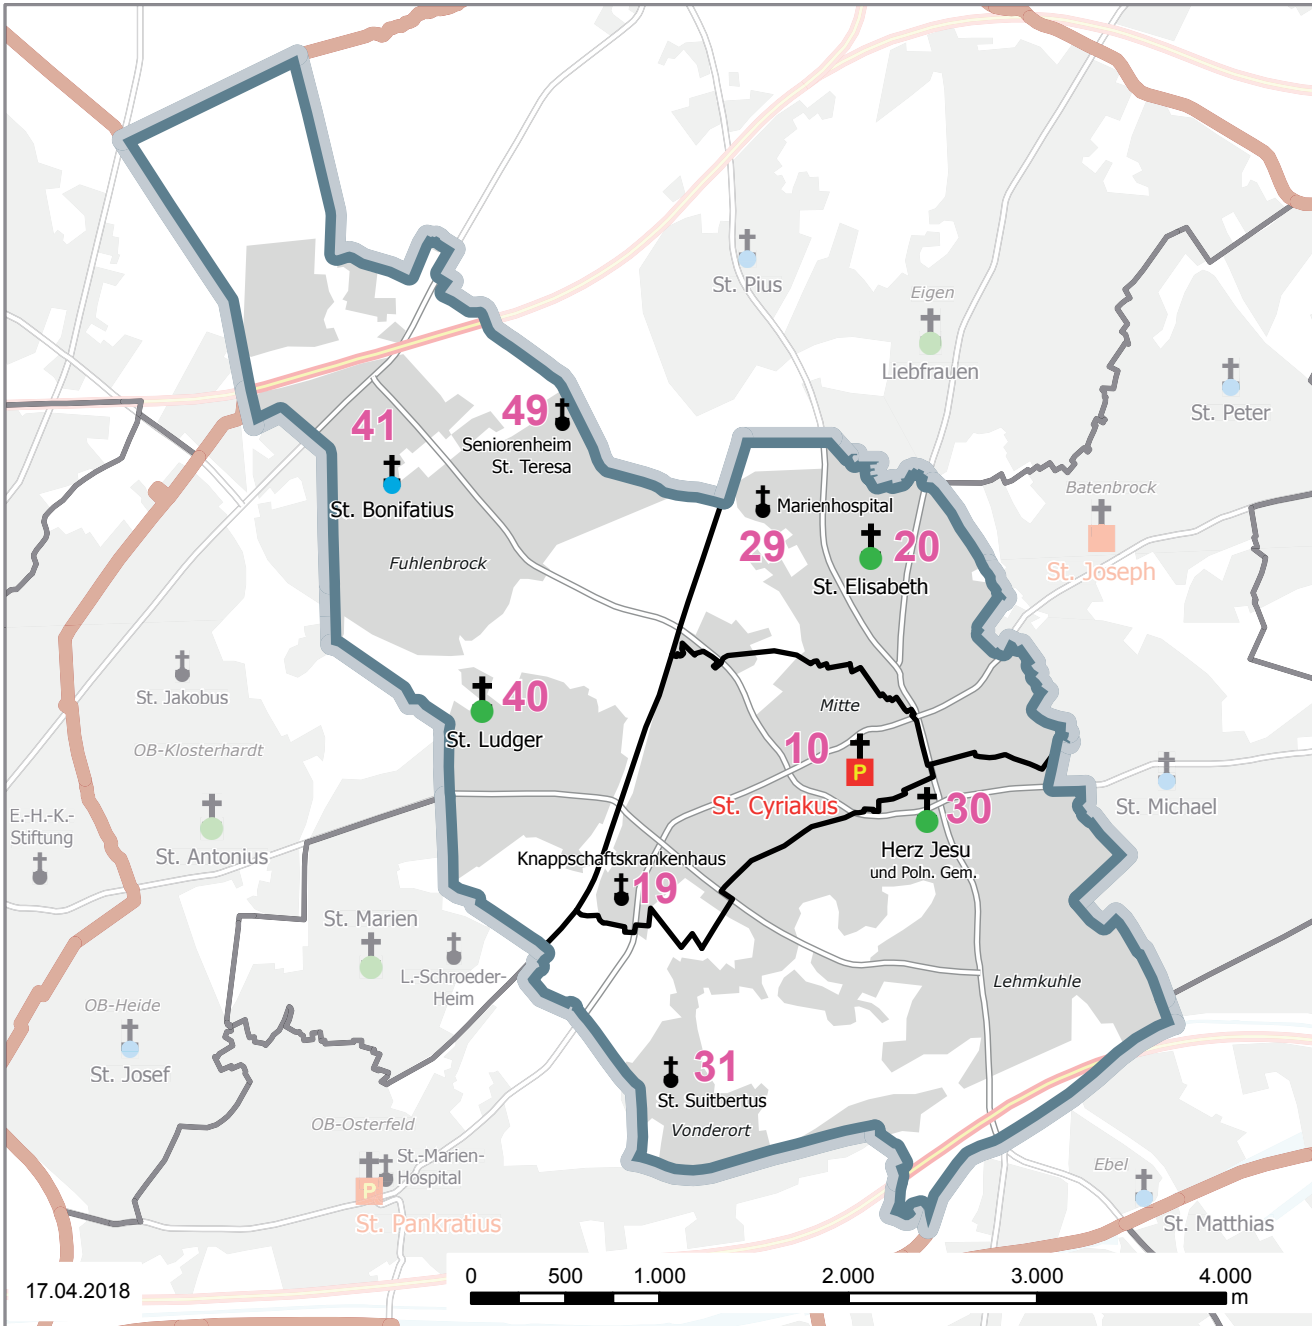 St. Pius
Eigen
Liebfrauen
St. Peter
49
Seniorenheim
St. Teresa
41
St. Bonifatius
Fuhlenbrock
Marienhospital
29
20
St. Elisabeth
Batenbrock
St. Joseph
St. Jakobus
OB-Klosterhardt
40
St. Ludger
Mitte
10
P
St. Cyriakus
30
Herz Jesu
und Poln. Gem.
St. Michael
E.-H.-K.-
Stiftung
St. Antonius
Knappschaftskrankenhaus
19
St. Marien
L.-Schroeder-
Heim
OB-Heide
St. Josef
Lehmkuhle
31
St. Suitbertus
Vonderort
OB-Osterfeld
St.-Marien-
Hospital
P
St. Pankratius
Ebel
St. Matthias
17.04.2018
0 500 1.000 2.000 3.000 4.000
m